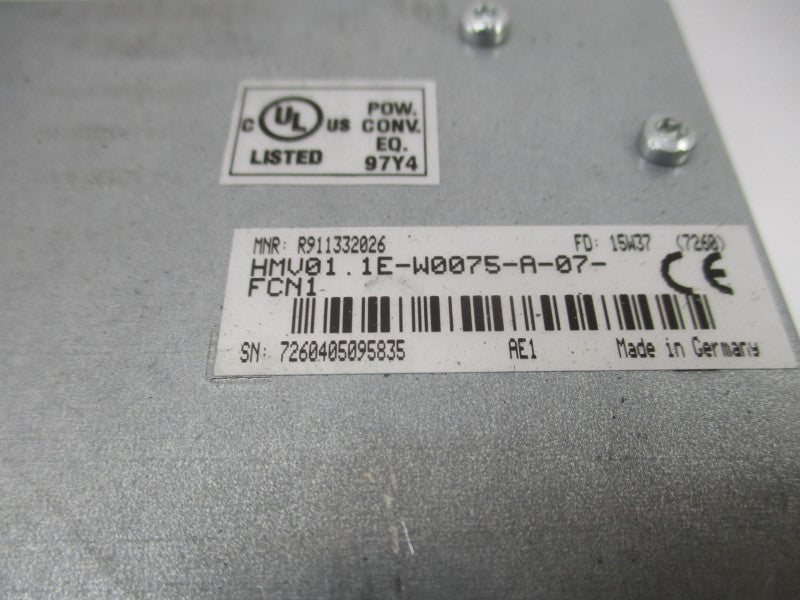 C UL US
LISTED
POW.
CONV.
EQ.
97Y4
MNR: R911332026 FD: 15W37 (7260)
HMV01.1E-W0075-A-07-
FCN1
CE
SN: 7260405095835 AE1 Made in Germany